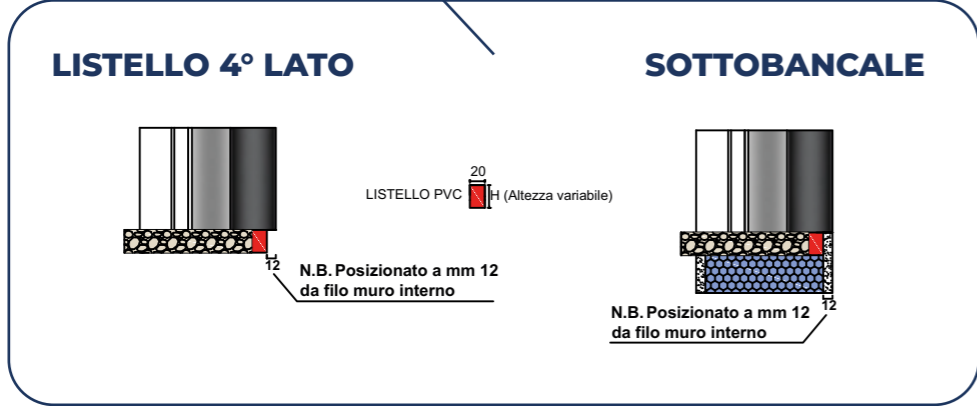 LISTELLO 4° LATO
12
N.B. Posizionato a mm 12
da filo muro interno
20
LISTELLO PVC
H (Altezza variabile)
SOTTOBANCALE
12
N.B. Posizionato a mm 12
da filo muro interno